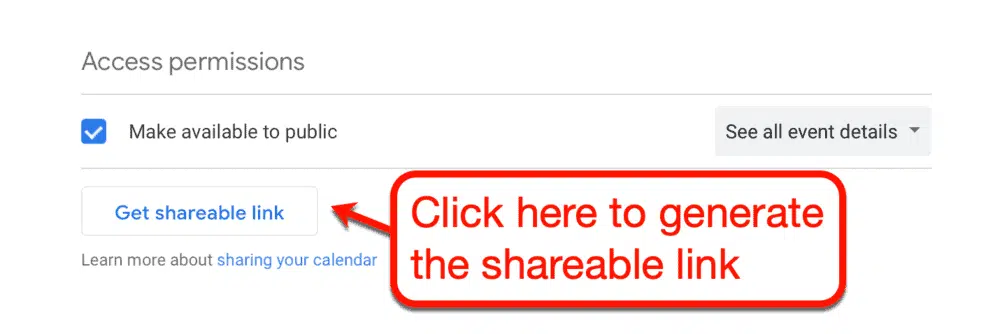 Access permissions
Make available to public
See all event details
Get shareable link
Click here to generate
the shareable link
Learn more about sharing your calendar